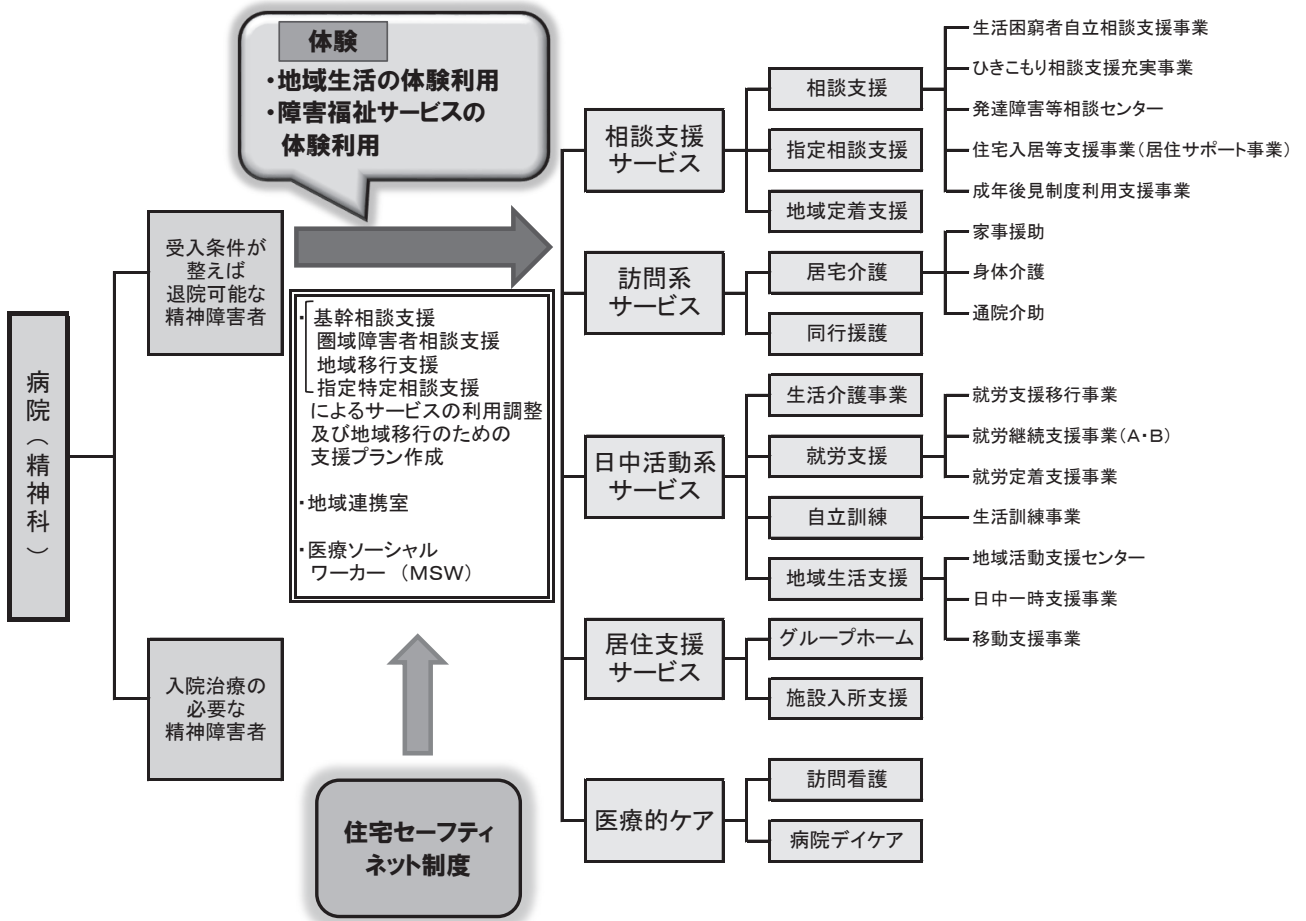 体験
・地域生活の体験利用
・障害福祉サービスの
体験利用
病院（精神科）
受入条件が
整えば
退院可能な
精神障害者
入院治療の
必要な
精神障害者
・基幹相談支援
圏域障害者相談支援
地域移行支援
指定特定相談支援
によるサービスの利用調整
及び地域移行のための
支援プラン作成
・地域連携室
・医療ソーシャル
ワーカー （MSW）
住宅セーフティ
ネット制度
相談支援
サービス
相談支援
生活困窮者自立相談支援事業
ひきこもり相談支援充実事業
発達障害等相談センター
住宅入居等支援事業（居住サポート事業）
成年後見制度利用支援事業
指定相談支援
地域定着支援
訪問系
サービス
居宅介護
家事援助
身体介護
通院介助
同行援護
日中活動系
サービス
生活介護事業
就労支援
就労支援移行事業
就労継続支援事業（A・B）
就労定着支援事業
自立訓練
生活訓練事業
地域生活支援
地域活動支援センター
日中一時支援事業
移動支援事業
居住支援
サービス
グループホーム
施設入所支援
医療的ケア
訪問看護
病院デイケア